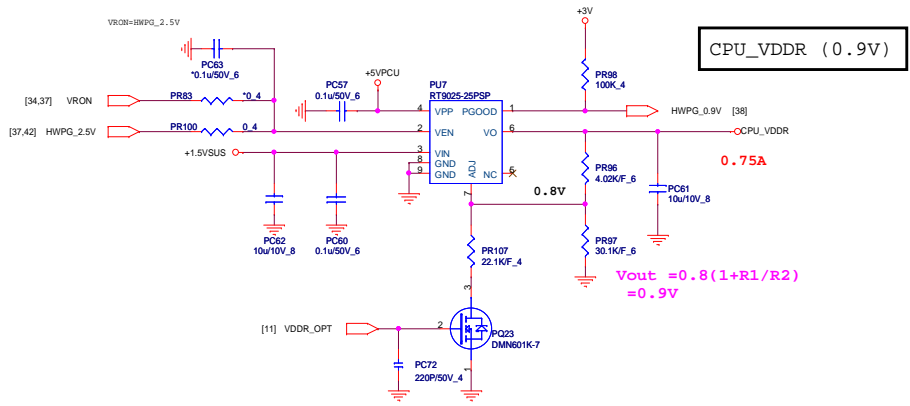 VRON=HWPG_2.5V
+3V
CPU_VDDR (0.9V)
PC63
*0.1u/50V_6
+5VPCU
PC57
0.1u/50V_6
PU7
RT9025-25PSP
PR98
100K_4
[34,37] VRON
PR83
*0_4
4 VPP PGOOD 1
HWPG_0.9V [38]
[37,42] HWPG_2.5V
PR100
0_4
2 VEN VO 6
CPU_VDDR
+1.5VSUS
3 VIN
8 GND
9 GND
ADJ
NC 5
7
0.8V
0.75A
PR96
4.02K/F_6
PC61
10u/10V_8
PC62
10u/10V_8
PC60
0.1u/50V_6
PR107
22.1K/F_4
PR97
30.1K/F_6
Vout =0.8(1+R1/R2)
=0.9V
3
[11] VDDR_OPT
2
PQ23
DMN601K-7
1
PC72
220P/50V_4